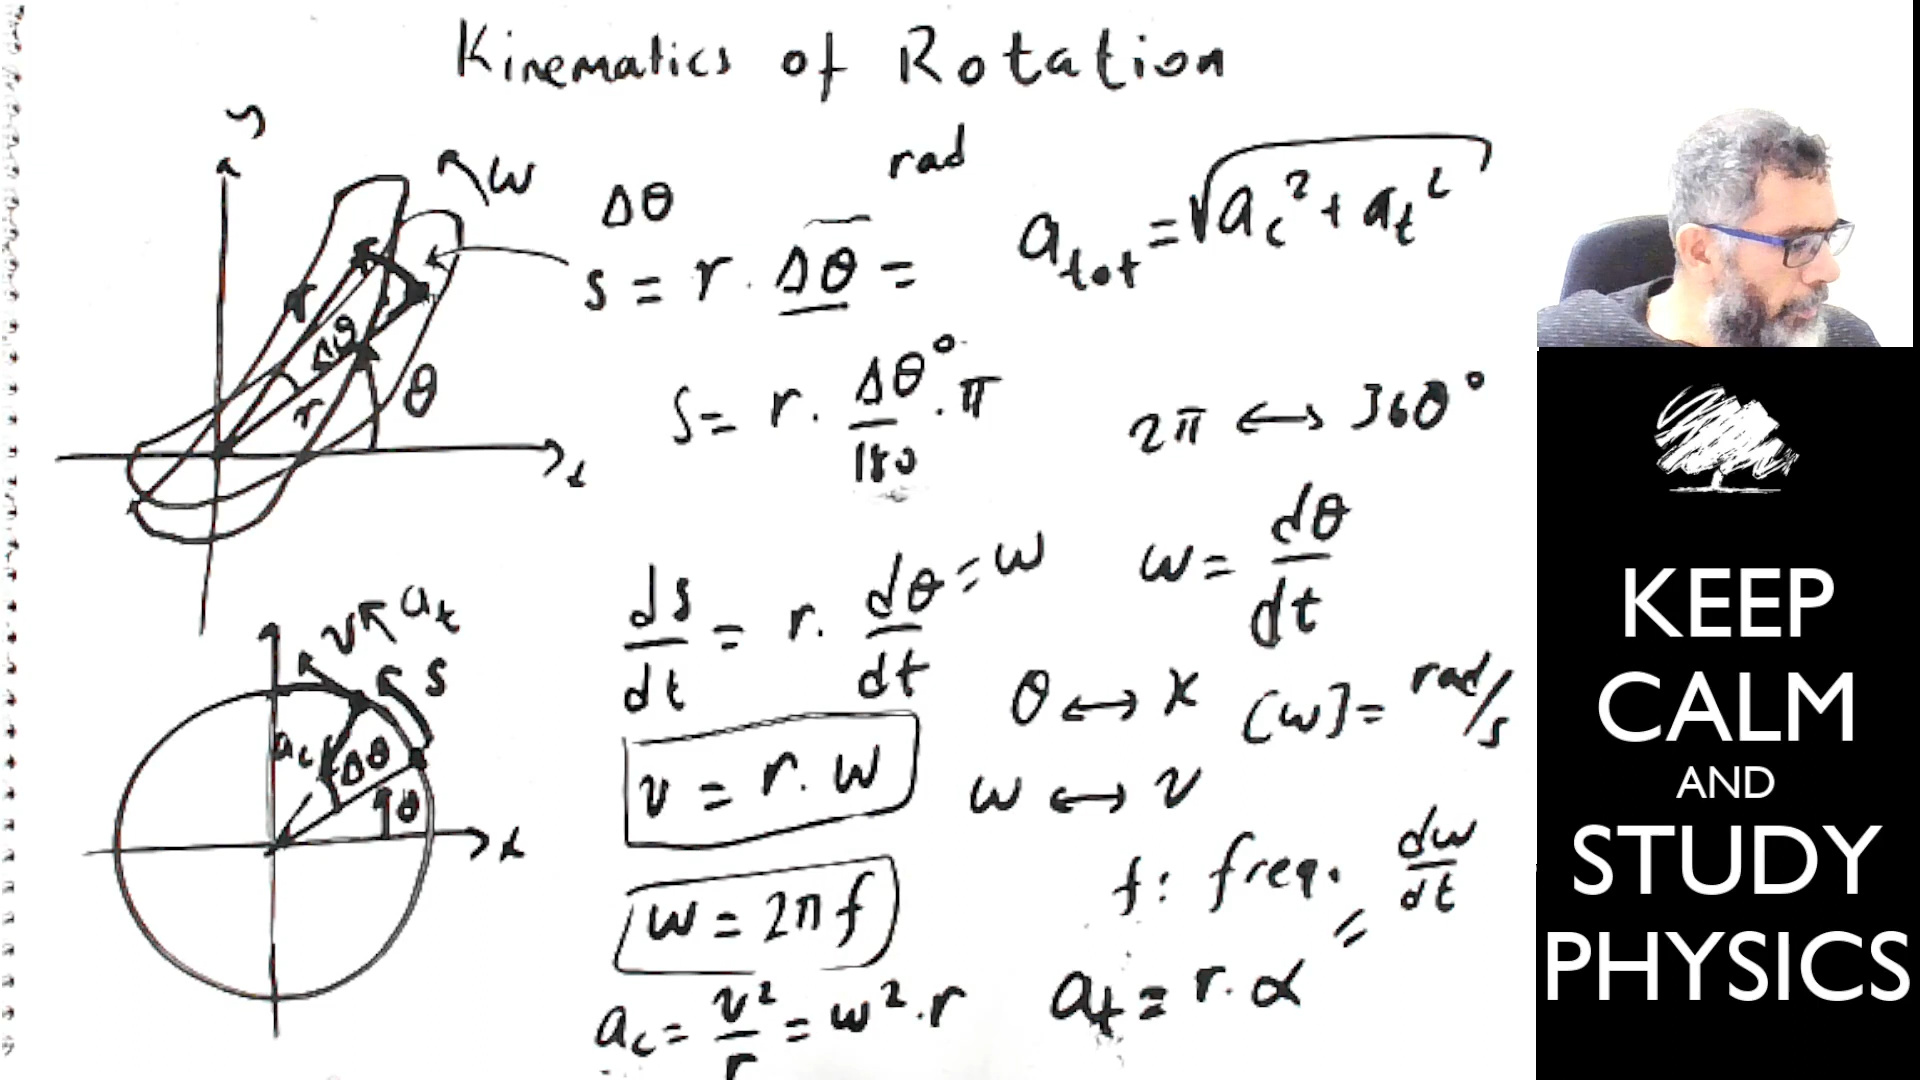 Kinematics of Rotation
y
ω
Δθ
rad
s = r · Δθ =
a_tot = √(a_c² + a_t²)
Δθ
r
θ
x
s = r · Δθ°/180 · π
2π ↔ 360°
ds/dt = r · dθ/dt = ω
ω = dθ/dt
v
a_t
s
θ ↔ x
[ω] = rad/s
a_c
Δθ
θ
x
v = r · ω
ω ↔ v
ω = 2πf
f: freq.
a_c = v²/r = ω² · r
a_t = r · α = dω/dt
KEEP
CALM
AND
STUDY
PHYSICS